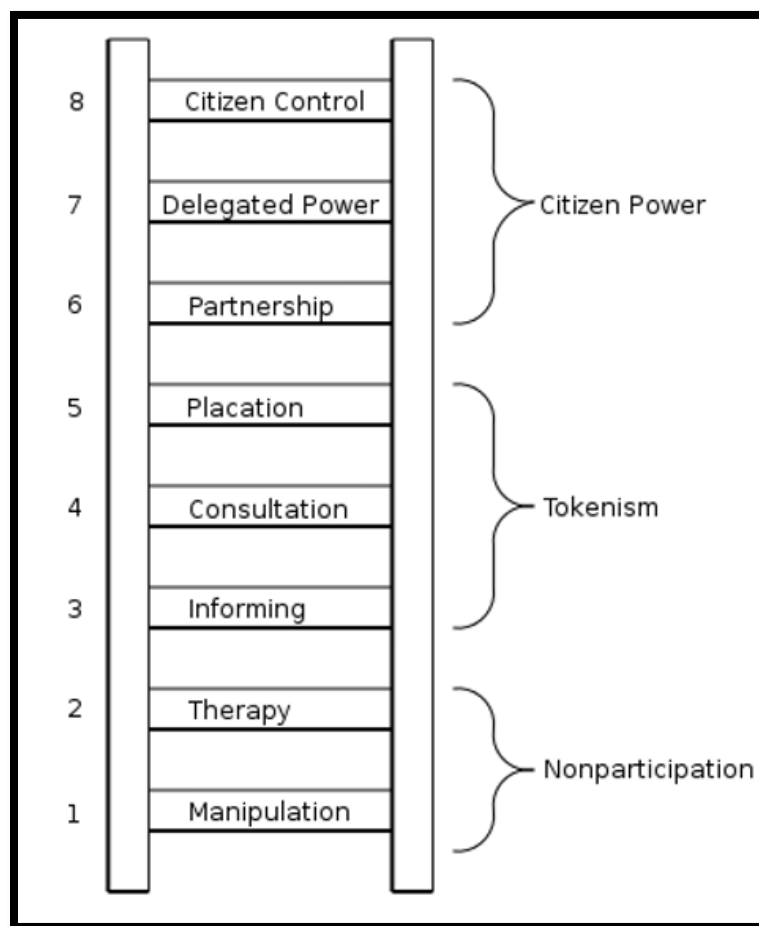 8 Citizen Control
7 Delegated Power
Citizen Power
6 Partnership
5 Placation
4 Consultation
Tokenism
3 Informing
2 Therapy
Nonparticipation
1 Manipulation